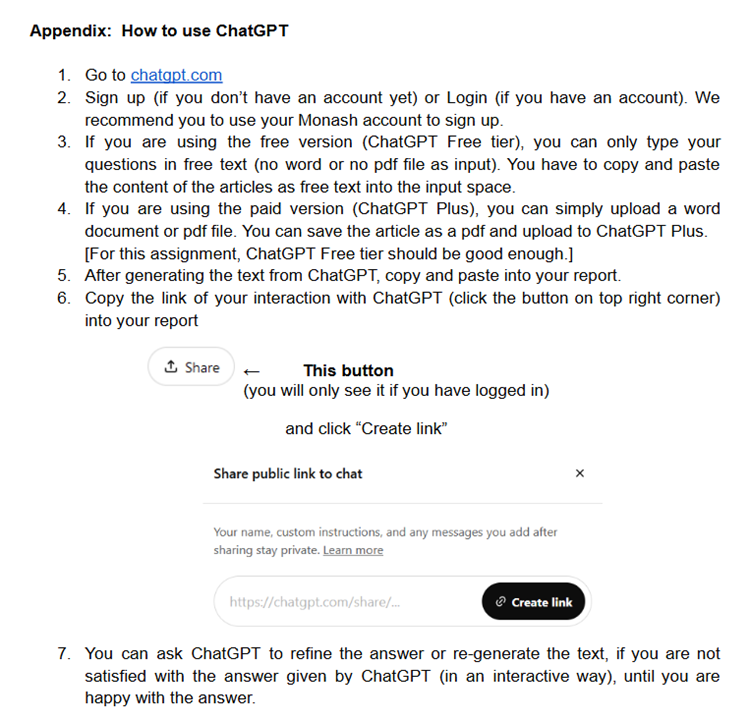 Appendix:  How to use ChatGPT
1. Go to chatgpt.com
2. Sign up (if you don't have an account yet) or Login (if you have an account). We
recommend you to use your Monash account to sign up.
3. If you are using the free version (ChatGPT Free tier), you can only type your
questions in free text (no word or no pdf file as input). You have to copy and paste
the content of the articles as free text into the input space.
4. If you are using the paid version (ChatGPT Plus), you can simply upload a word
document or pdf file. You can save the article as a pdf and upload to ChatGPT Plus.
[For this assignment, ChatGPT Free tier should be good enough.]
5. After generating the text from ChatGPT, copy and paste into your report.
6. Copy the link of your interaction with ChatGPT (click the button on top right corner)
into your report
Share ← This button
(you will only see it if you have logged in)
and click “Create link”
Share public link to chat ×
Your name, custom instructions, and any messages you add after
sharing stay private. Learn more
https://chatgpt.com/share/... Create link
7. You can ask ChatGPT to refine the answer or re-generate the text, if you are not
satisfied with the answer given by ChatGPT (in an interactive way), until you are
happy with the answer.